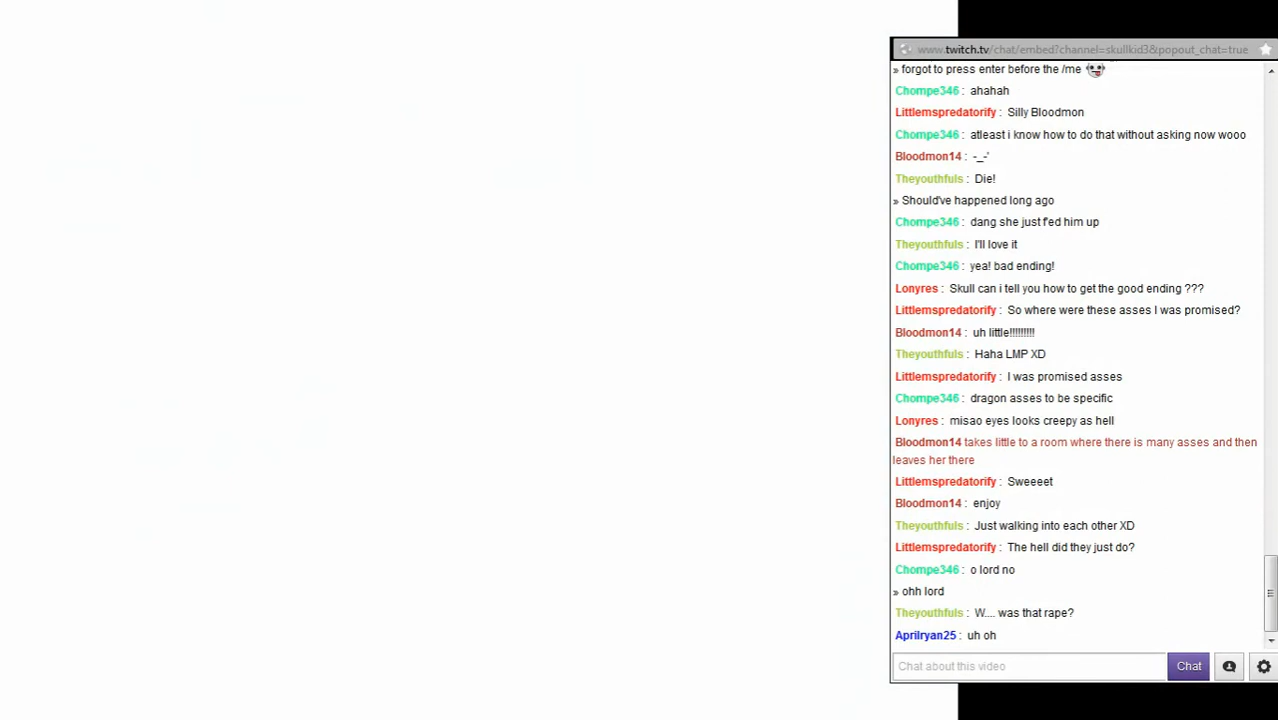 www.twitch.tv/chat/embed?channel=skullkid3&popout_chat=true
» forgot to press enter before the /me
Chompe346 : ahahah
Littlemspredatorify : Silly Bloodmon
Chompe346 : atleast i know how to do that without asking now wooo
Bloodmon14 : -_-'
Theyouthfuls : Die!
» Should've happened long ago
Chompe346 : dang she just f'ed him up
Theyouthfuls : I'll love it
Chompe346 : yea! bad ending!
Lonyres : Skull can i tell you how to get the good ending ???
Littlemspredatorify : So where were these asses I was promised?
Bloodmon14 : uh little!!!!!!!!!
Theyouthfuls : Haha LMP XD
Littlemspredatorify : I was promised asses
Chompe346 : dragon asses to be specific
Lonyres : misao eyes looks creepy as hell
Bloodmon14 takes little to a room where there is many asses and then
leaves her there
Littlemspredatorify : Sweeeet
Bloodmon14 : enjoy
Theyouthfuls : Just walking into each other XD
Littlemspredatorify : The hell did they just do?
Chompe346 : o lord no
» ohh lord
Theyouthfuls : W.... was that rape?
Aprilryan25 : uh oh
Chat about this video
Chat